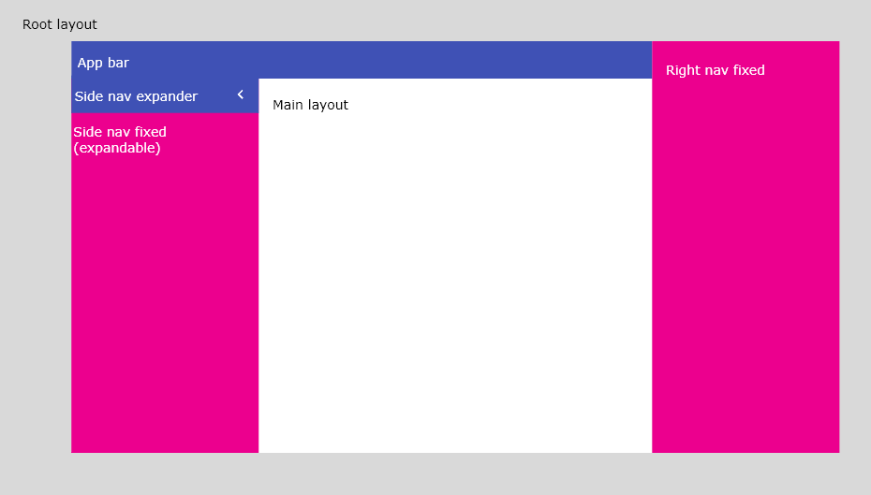 Root layout
App bar
Right nav fixed
Side nav expander
Main layout
Side nav fixed
(expandable)